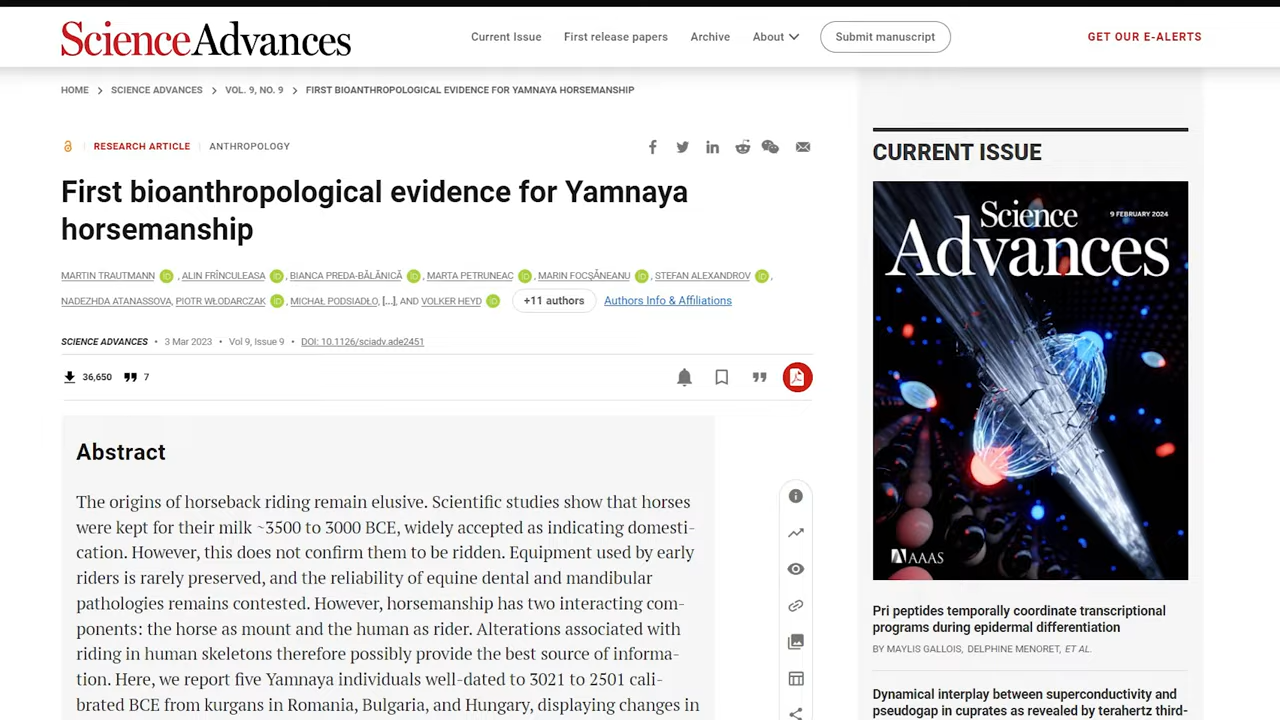 ScienceAdvances
Current Issue First release papers Archive About Submit manuscript GET OUR E-ALERTS
HOME SCIENCE ADVANCES VOL. 9, NO. 9 FIRST BIOANTHROPOLOGICAL EVIDENCE FOR YAMNAYA HORSEMANSHIP
RESEARCH ARTICLE ANTHROPOLOGY
First bioanthropological evidence for Yamnaya
horsemanship
MARTIN TRAUTMANN iD, ALIN FRÎNCULEASA iD, BIANCA PREDA-BĂLĂNICĂ iD, MARTA PETRUNEAC iD, MARIN FOCŞĂNEANU iD, STEFAN ALEXANDROV iD,
NADEZHDA ATANASSOVA, PIOTR WŁODARCZAK iD, MICHAŁ PODSIADŁO, [...], AND VOLKER HEYD iD +11 authors Authors Info & Affiliations
SCIENCE ADVANCES • 3 Mar 2023 • Vol 9, Issue 9 • DOI: 10.1126/sciadv.ade2451
36,650 7
Abstract
The origins of horseback riding remain elusive. Scientific studies show that horses
were kept for their milk ~3500 to 3000 BCE, widely accepted as indicating domesti-
cation. However, this does not confirm them to be ridden. Equipment used by early
riders is rarely preserved, and the reliability of equine dental and mandibular
pathologies remains contested. However, horsemanship has two interacting com-
ponents: the horse as mount and the human as rider. Alterations associated with
riding in human skeletons therefore possibly provide the best source of informa-
tion. Here, we report five Yamnaya individuals well-dated to 3021 to 2501 cali-
brated BCE from kurgans in Romania, Bulgaria, and Hungary, displaying changes in
CURRENT ISSUE
Science
9 FEBRUARY 2024
Advances
AAAS
Pri peptides temporally coordinate transcriptional
programs during epidermal differentiation
BY MAYLIS GALLOIS, DELPHINE MENORET, ET AL.
Dynamical interplay between superconductivity and
pseudogap in cuprates as revealed by terahertz third-